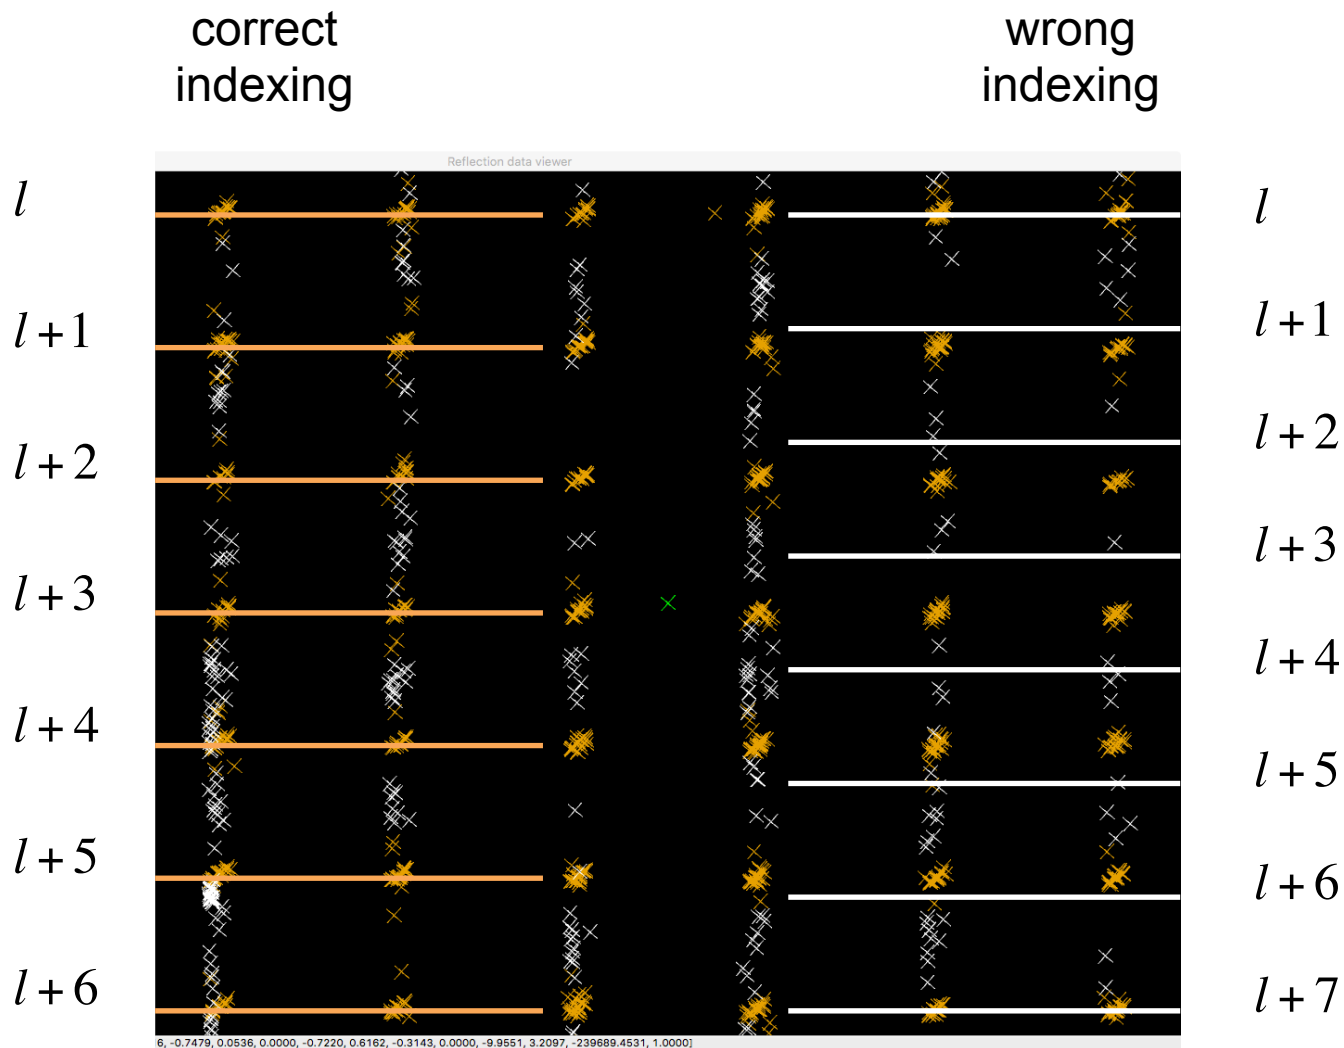 correct
indexing
wrong
indexing
Reflection data viewer
l
l + 1
l + 2
l + 3
l + 4
l + 5
l + 6
l
l + 1
l + 2
l + 3
l + 4
l + 5
l + 6
l + 7
6, -0.7479, 0.0536, 0.0000, -0.7220, 0.6162, -0.3143, 0.0000, -9.9551, 3.2097, -239689.4531, 1.0000]